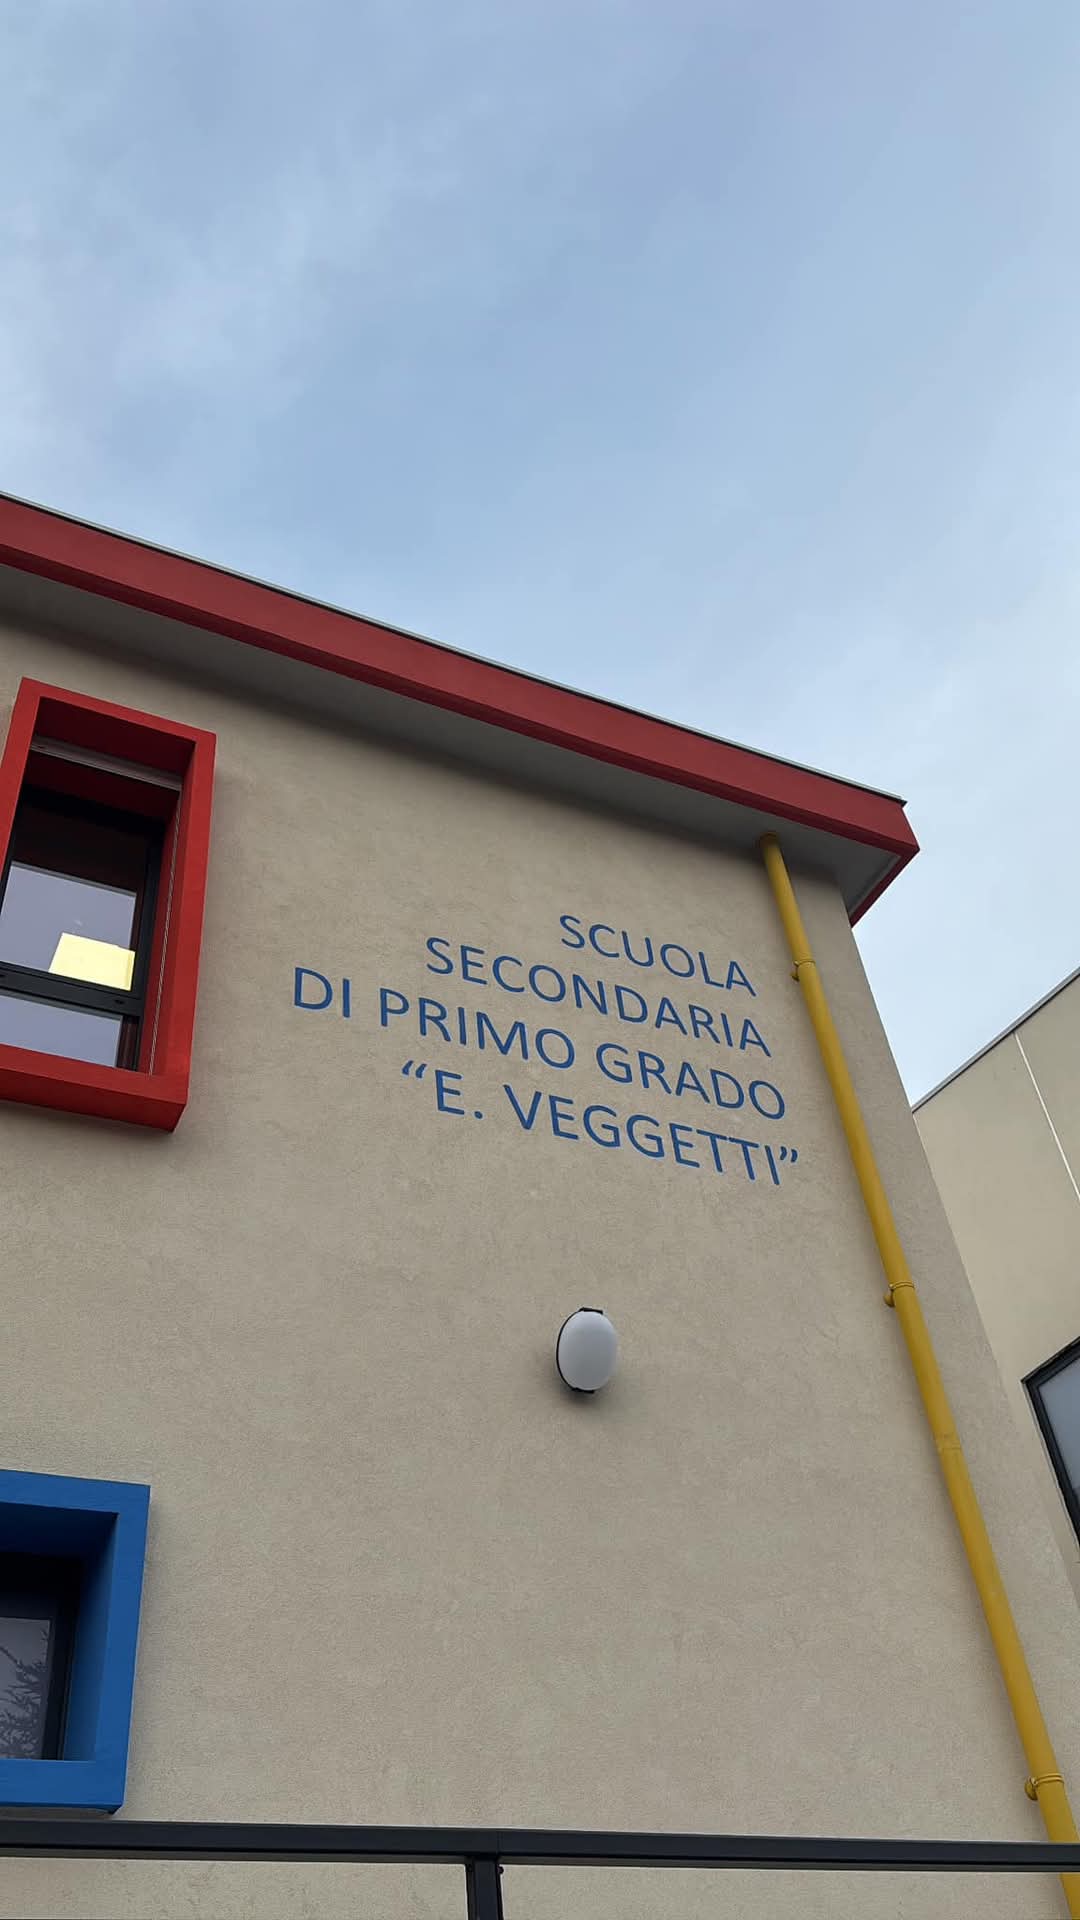 SCUOLA
SECONDARIA
DI PRIMO GRADO
“E. VEGGETTI”